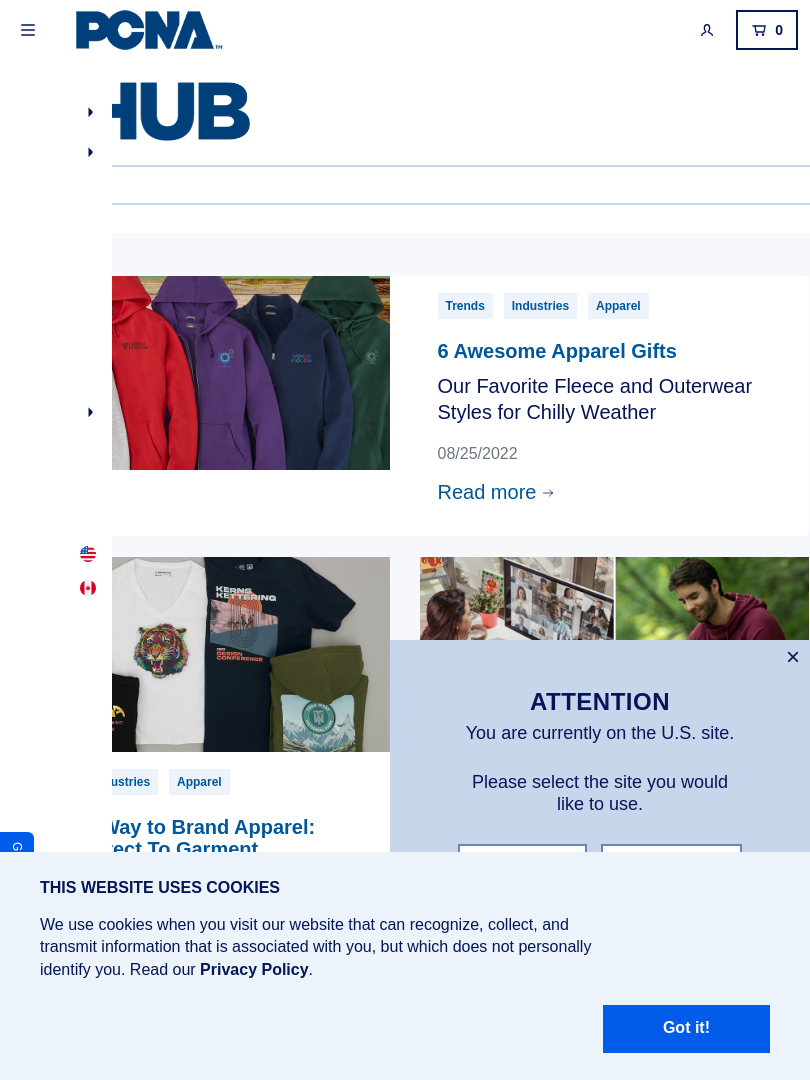 PCNA™
0
HUB
Trends Industries Apparel
6 Awesome Apparel Gifts
Our Favorite Fleece and Outerwear
Styles for Chilly Weather
08/25/2022
Read more
KERNS
KETTERING
DESIGN
CONFERENCE
ustries Apparel
Way to Brand Apparel:
ect To Garment
ATTENTION
You are currently on the U.S. site.
Please select the site you would
like to use.
G
THIS WEBSITE USES COOKIES
We use cookies when you visit our website that can recognize, collect, and
transmit information that is associated with you, but which does not personally
identify you. Read our Privacy Policy.
Got it!